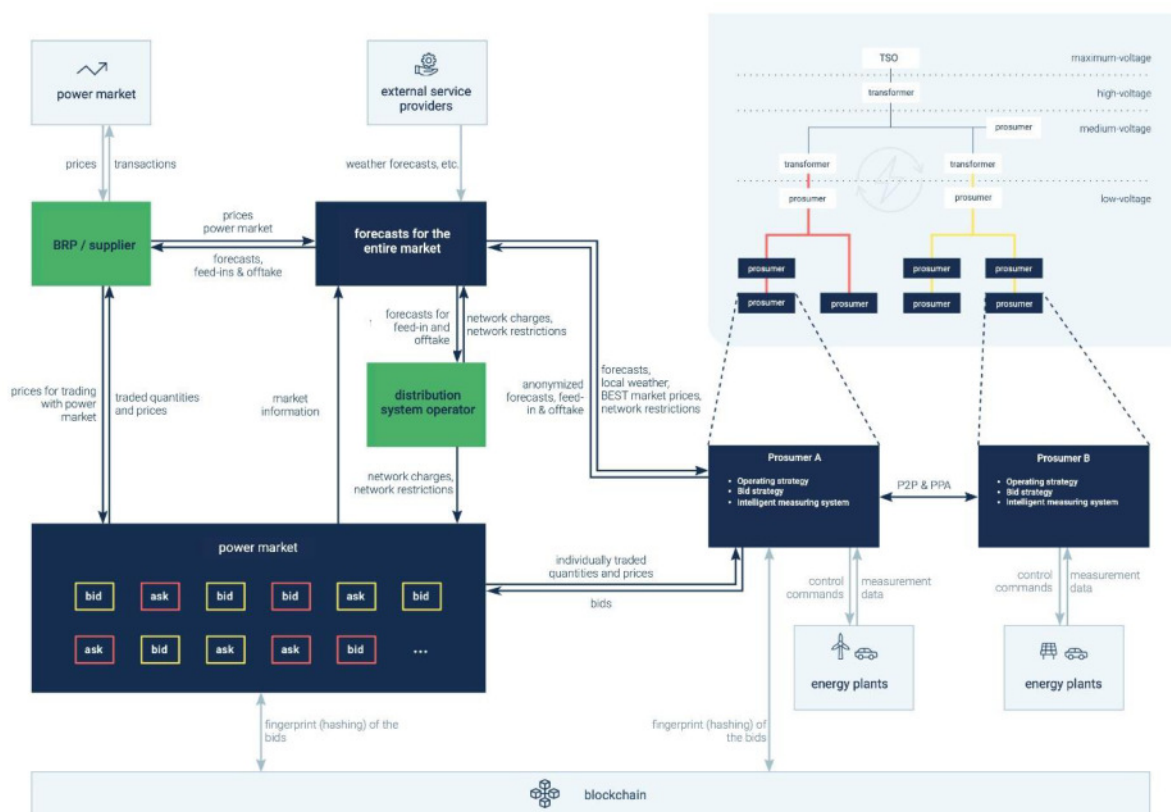 power market
external service
providers
TSO
maximum-voltage
transformer
high-voltage
prosumer
medium-voltage
transformer
transformer
prosumer
prosumer
low-voltage
prosumer
prosumer
prosumer
prosumer
prosumer
prosumer
prosumer
prices
transactions
weather forecasts, etc.
BRP / supplier
prices
power market
forecasts,
feed-ins & offtake
forecasts for the
entire market
forecasts for
feed-in and
offtake
network charges,
network restrictions
prices for trading
with power
market
traded quantities
and prices
market
information
distribution
system operator
anonymized
forecasts, feed-
in & offtake
forecasts,
local weather,
BEST market prices,
network restrictions
network charges,
network restrictions
Prosumer A
• Operating strategy
• Bid strategy
• Intelligent measuring system
P2P & PPA
Prosumer B
• Operating strategy
• Bid strategy
• Intelligent measuring system
power market
bid
ask
bid
bid
ask
bid
ask
bid
ask
ask
bid
...
individually traded
quantities and prices
bids
control
commands
measurement
data
control
commands
measurement
data
energy plants
energy plants
fingerprint (hashing) of the
bids
fingerprint (hashing) of
the bids
blockchain